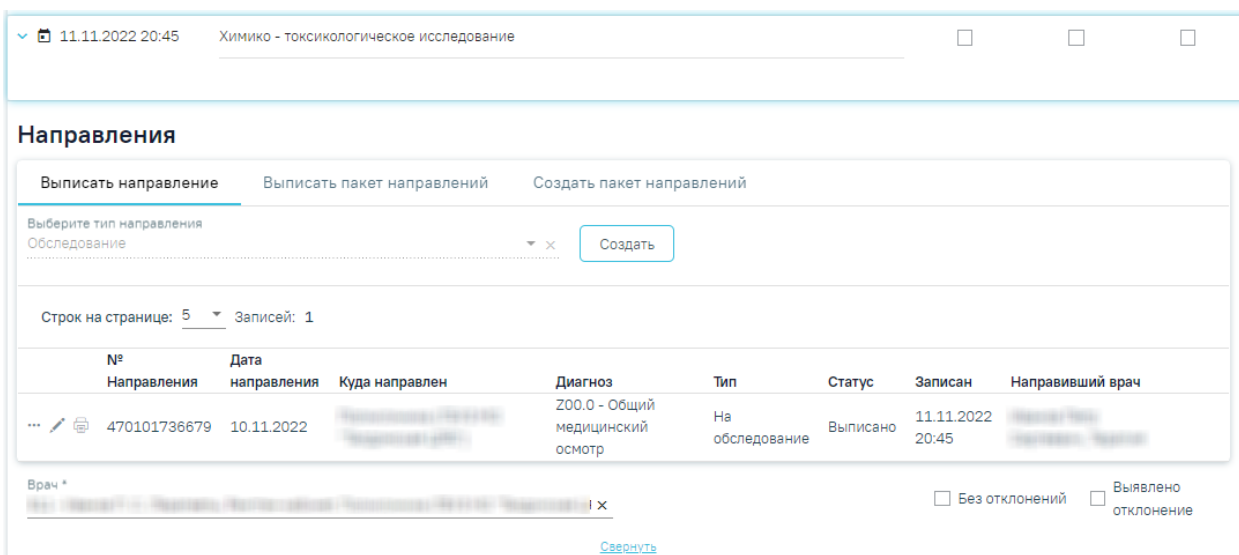 11.11.2022 20:45 Химико - токсикологическое исследование
Направления
Выписать направление Выписать пакет направлений Создать пакет направлений
Выберите тип направления
Обследование
Создать
Строк на странице: 5 Записей: 1
№ Направления Дата направления Куда направлен Диагноз Тип Статус Записан Направивший врач
470101736679 10.11.2022 Z00.0 - Общий медицинский осмотр На обследование Выписано 11.11.2022 20:45
Врач *
Без отклонений Выявлено отклонение
Свернуть